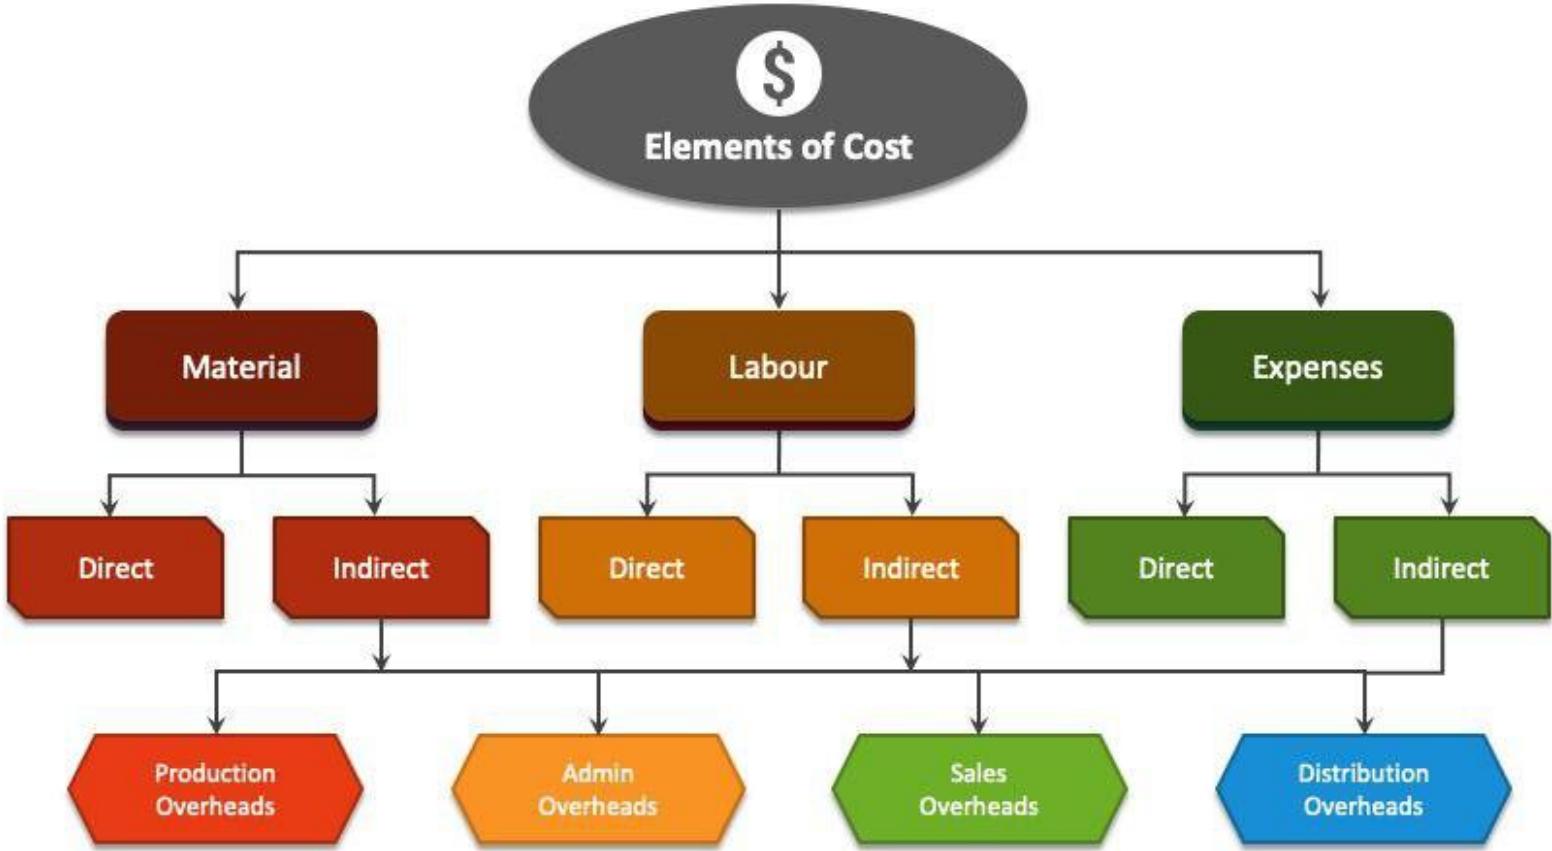 $
Elements of Cost
Material
Labour
Expenses
Direct
Indirect
Direct
Indirect
Direct
Indirect
Production
Overheads
Admin
Overheads
Sales
Overheads
Distribution
Overheads